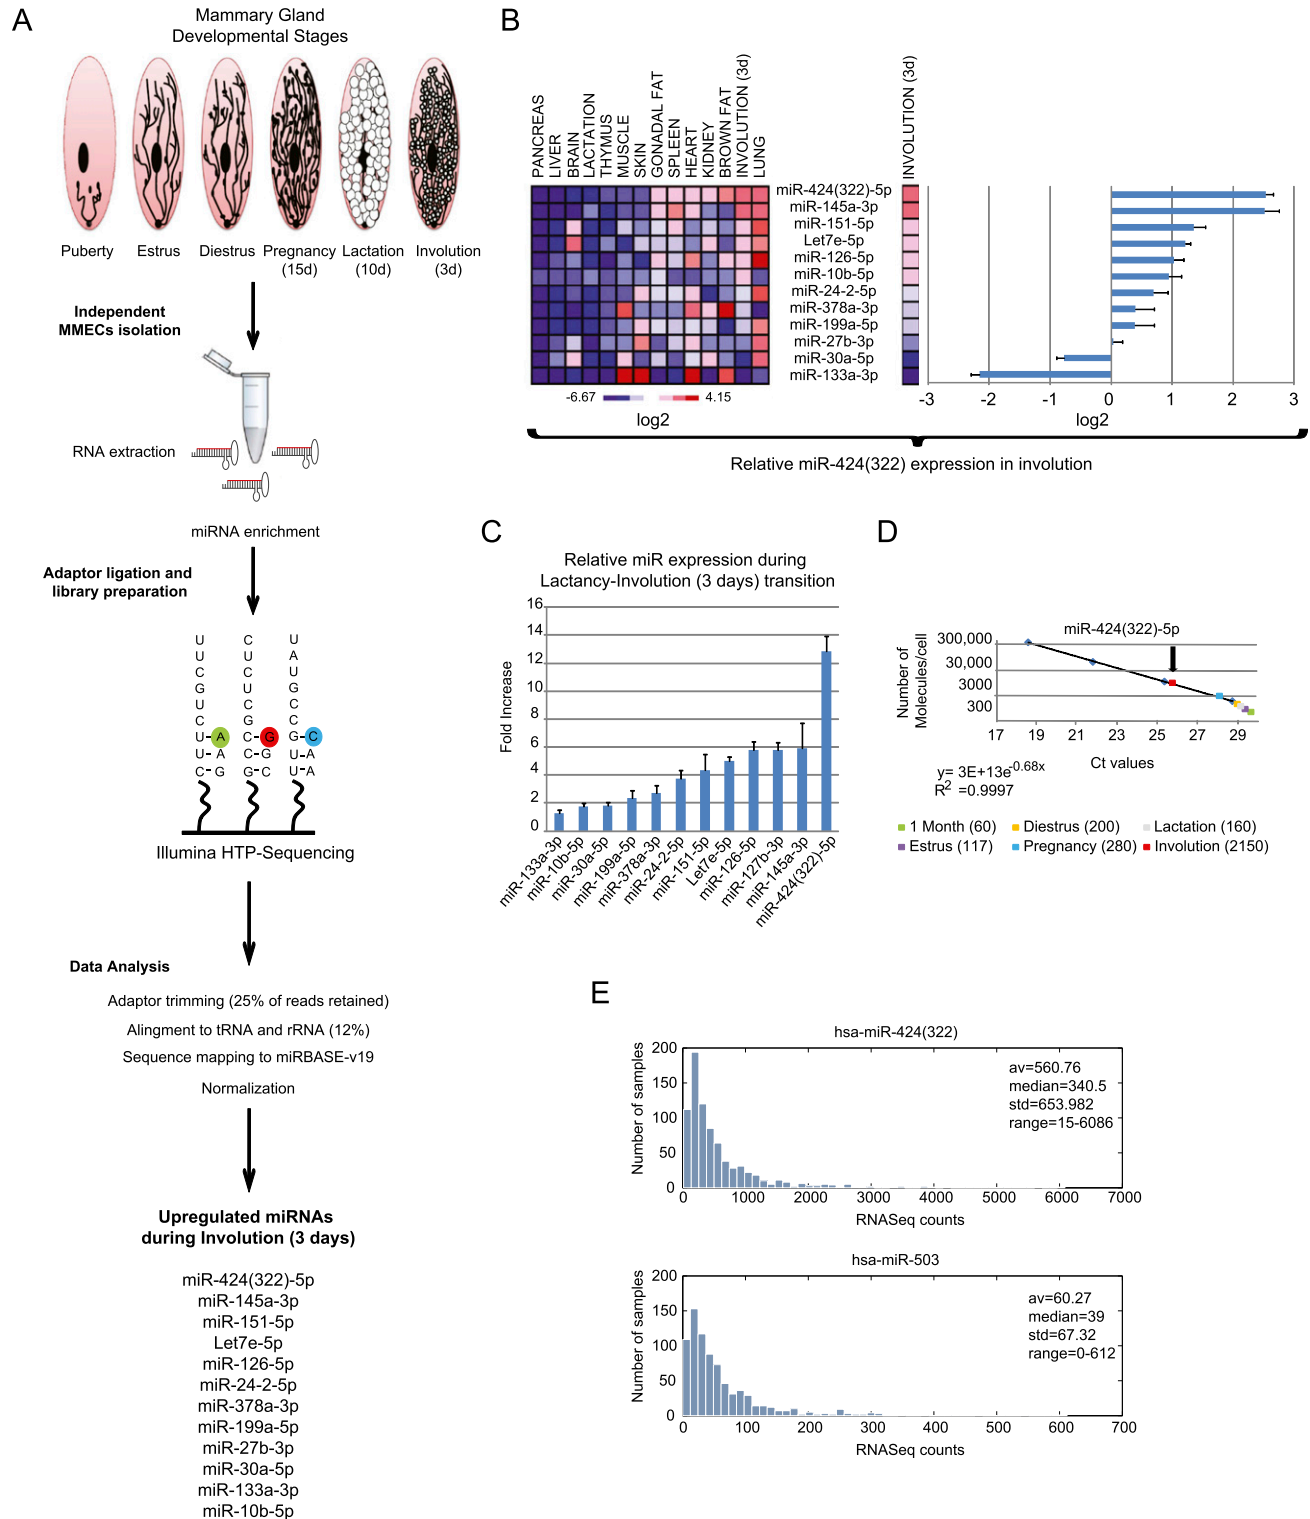 A
Mammary Gland
Developmental Stages
Puberty
Estrus
Diestrus
Pregnancy
(15d)
Lactation
(10d)
Involution
(3d)
Independent
MMECs isolation
RNA extraction
miRNA enrichment
Adaptor ligation and
library preparation
U C U
U U A
C C U
G U G
U C C
C G C
U U-A C C-G G U-C
U-A C-G U-A
C-G G-C U-A
Illumina HTP-Sequencing
Data Analysis
Adaptor trimming (25% of reads retained)
Alingment to tRNA and rRNA (12%)
Sequence mapping to miRBASE-v19
Normalization
Upregulated miRNAs
during Involution (3 days)
miR-424(322)-5p
miR-145a-3p
miR-151-5p
Let7e-5p
miR-126-5p
miR-24-2-5p
miR-378a-3p
miR-199a-5p
miR-27b-3p
miR-30a-5p
miR-133a-3p
miR-10b-5p
B
PANCREAS
LIVER
BRAIN
LACTATION
THYMUS
MUSCLE
SKIN
GONADAL FAT
SPLEEN
HEART
KIDNEY
BROWN FAT
INVOLUTION (3d)
LUNG
INVOLUTION (3d)
miR-424(322)-5p
miR-145a-3p
miR-151-5p
Let7e-5p
miR-126-5p
miR-10b-5p
miR-24-2-5p
miR-378a-3p
miR-199a-5p
miR-27b-3p
miR-30a-5p
miR-133a-3p
-6.67 4.15
log2
-3 -2 -1 0 1 2 3
log2
Relative miR-424(322) expression in involution
C
Relative miR expression during
Lactancy-Involution (3 days) transition
Fold Increase
16
14
12
10
8
6
4
2
0
miR-133a-3p
miR-10b-5p
miR-30a-5p
miR-199a-5p
miR-378a-3p
miR-24-2-5p
miR-151-5p
Let7e-5p
miR-126-5p
miR-127b-3p
miR-145a-3p
miR-424(322)-5p
D
miR-424(322)-5p
Number of
Molecules/cell
300,000
30,000
3000
300
17 19 21 23 25 27 29
Ct values
y= 3E+13e-0.68x
R2 =0.9997
1 Month (60)
Diestrus (200)
Lactation (160)
Estrus (117)
Pregnancy (280)
Involution (2150)
E
hsa-miR-424(322)
Number of samples
200
150
100
50
0
av=560.76
median=340.5
std=653.982
range=15-6086
0 1000 2000 3000 4000 5000 6000 7000
RNASeq counts
hsa-miR-503
Number of samples
200
150
100
50
0
av=60.27
median=39
std=67.32
range=0-612
0 100 200 300 400 500 600 700
RNASeq counts